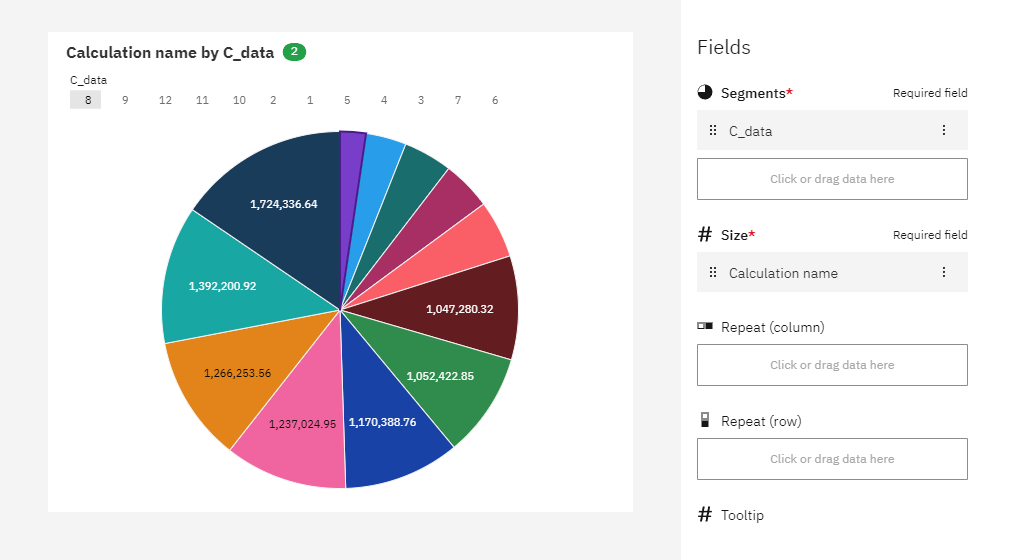 Calculation name by C_data 2
C_data
8 9 12 11 10 2 1 5 4 3 7 6
1,724,336.64
1,392,200.92
1,047,280.32
1,266,253.56
1,052,422.85
1,237,024.95
1,170,388.76
Fields
Segments* Required field
C_data
Click or drag data here
# Size* Required field
Calculation name
Repeat (column)
Click or drag data here
Repeat (row)
Click or drag data here
# Tooltip